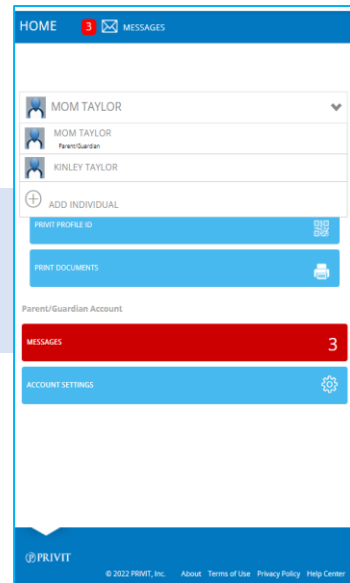 HOME 3 MESSAGES
MOM TAYLOR
MOM TAYLOR
Parent/Guardian
KINLEY TAYLOR
ADD INDIVIDUAL
PRIVIT PROFILE ID
PRINT DOCUMENTS
Parent/Guardian Account
MESSAGES 3
ACCOUNT SETTINGS
PRIVIT
© 2022 PRIVIT, Inc. About Terms of Use Privacy Policy Help Center